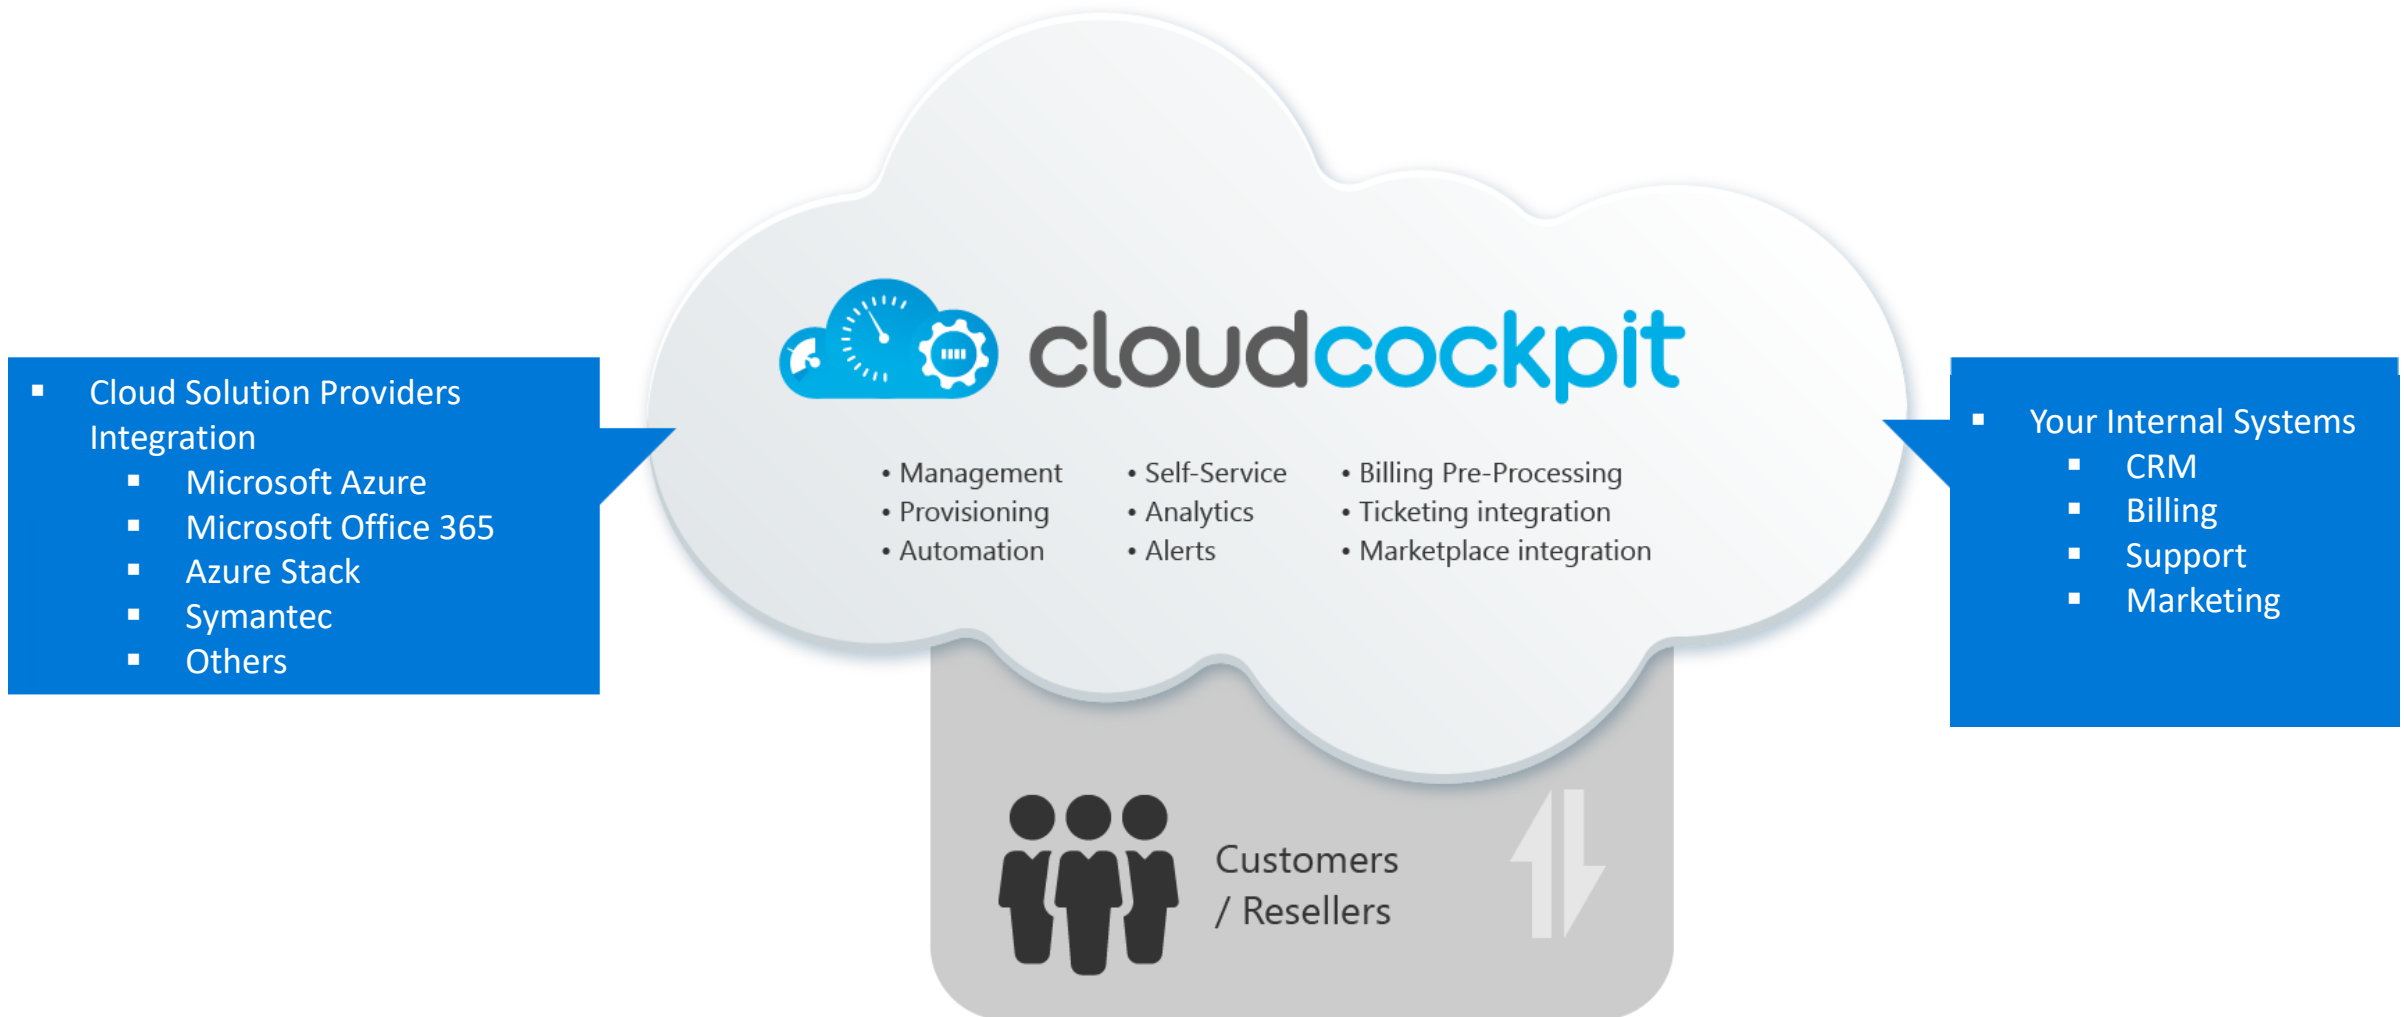 cloudcockpit
▪ Cloud Solution Providers
Integration
▪ Microsoft Azure
▪ Microsoft Office 365
▪ Azure Stack
▪ Symantec
▪ Others
• Management
• Provisioning
• Automation
• Self-Service
• Analytics
• Alerts
• Billing Pre-Processing
• Ticketing integration
• Marketplace integration
▪ Your Internal Systems
▪ CRM
▪ Billing
▪ Support
▪ Marketing
Customers
/ Resellers